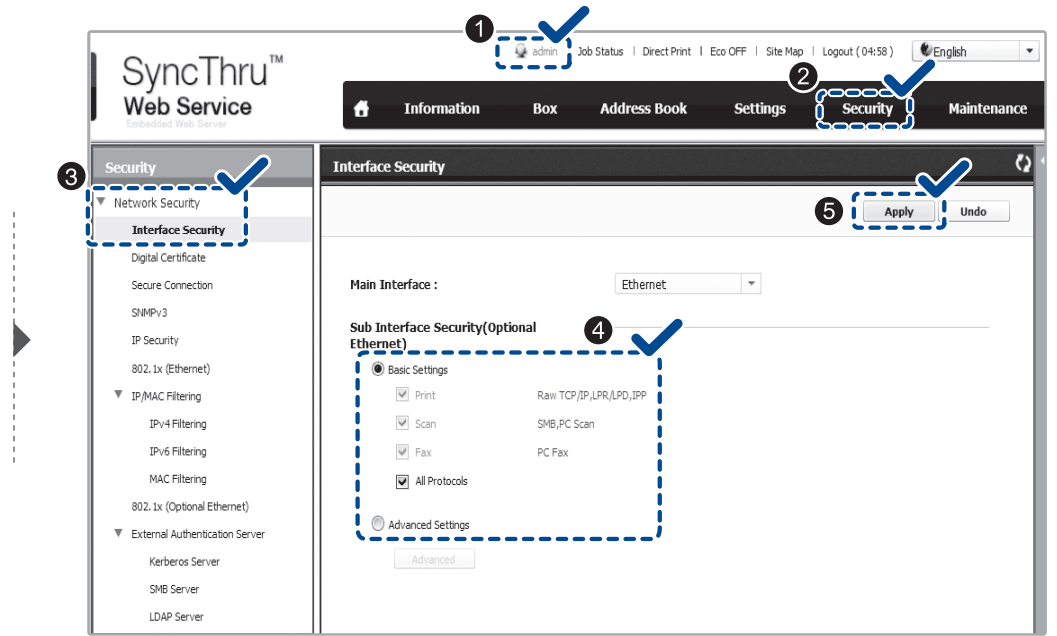 1
admin Job Status | Direct Print | Eco OFF | Site Map | Logout ( 04:58 ) English
SyncThru™
Web Service
Embedded Web Server
2
Information Box Address Book Settings Security Maintenance
3
Security
Interface Security
Network Security
Interface Security
Digital Certificate
Secure Connection
SNMPv3
IP Security
802.1x (Ethernet)
IP/MAC Filtering
IPv4 Filtering
IPv6 Filtering
MAC Filtering
802.1x (Optional Ethernet)
External Authentication Server
Kerberos Server
SMB Server
LDAP Server
5
Apply Undo
Main Interface : Ethernet
Sub Interface Security(Optional
Ethernet)
4
Basic Settings
Print Raw TCP/IP,LPR/LPD,IPP
Scan SMB,PC Scan
Fax PC Fax
All Protocols
Advanced Settings
Advanced